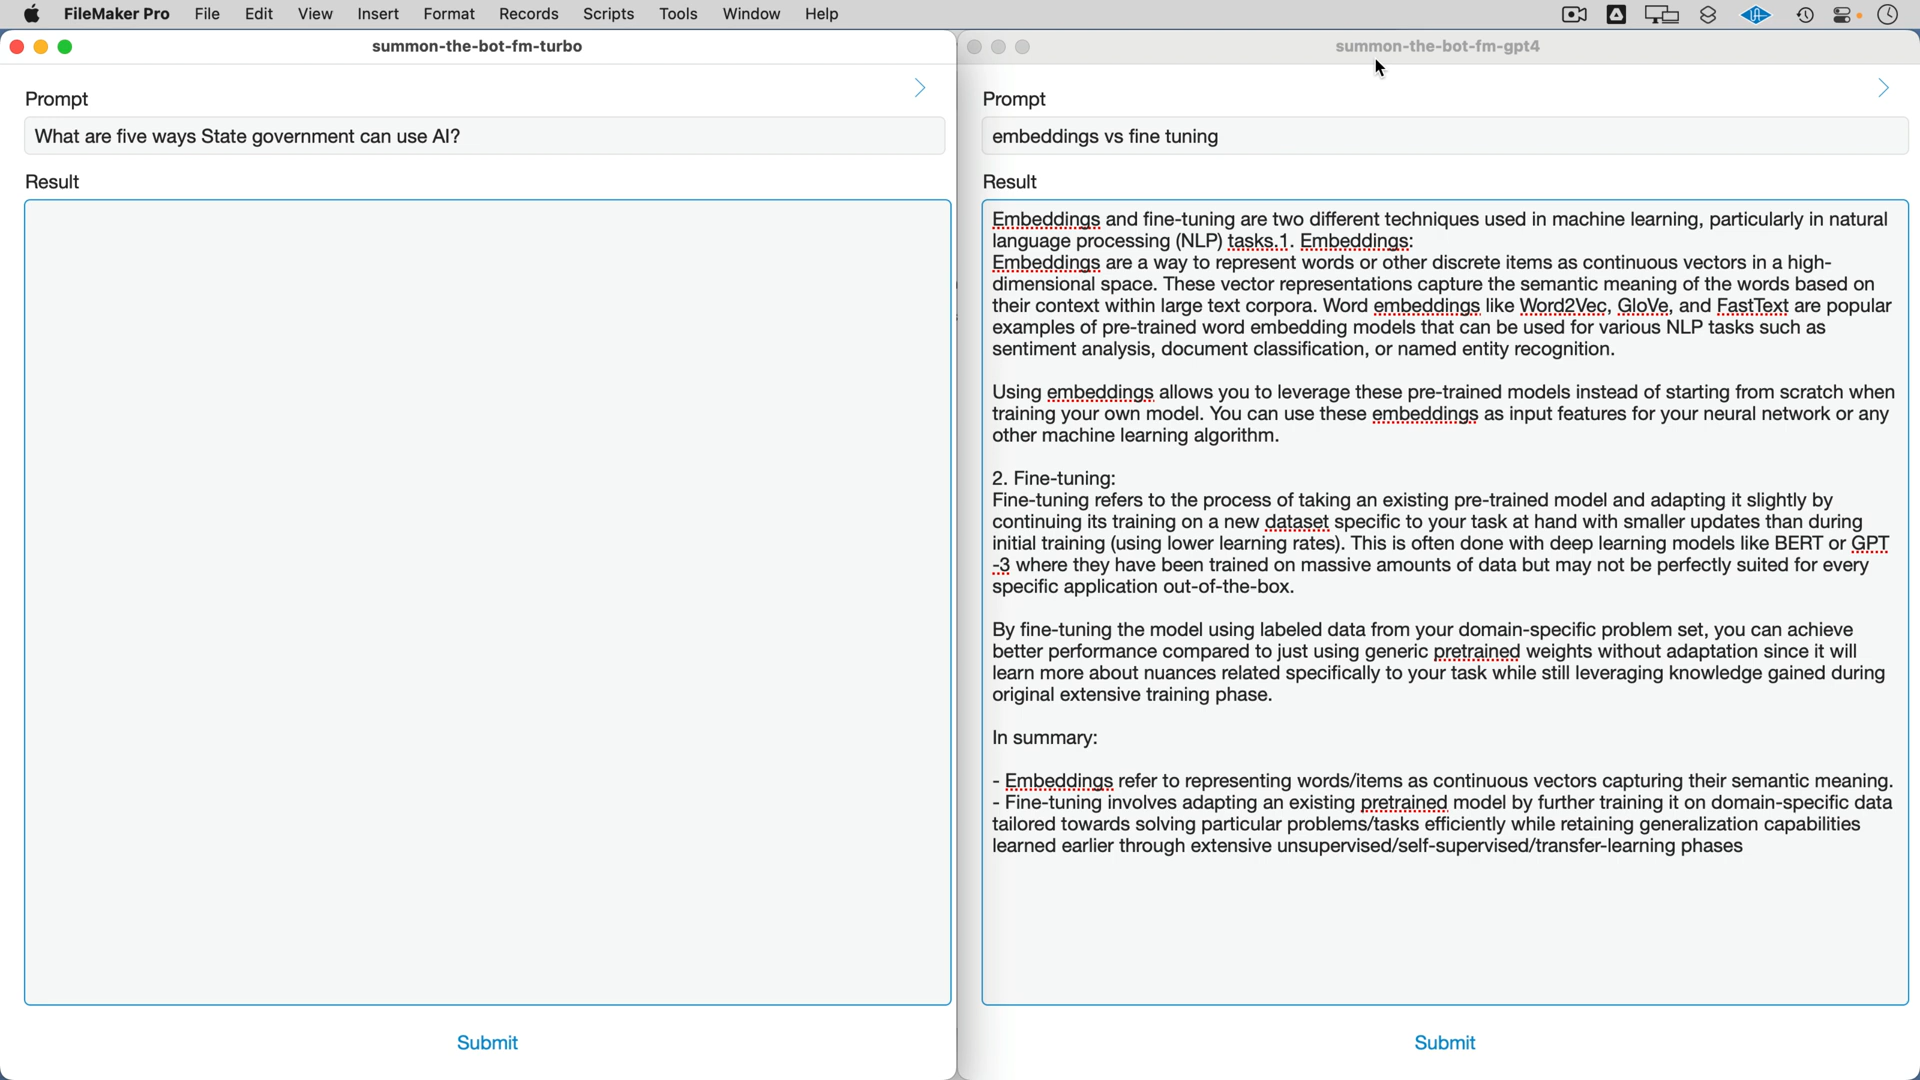 FileMaker Pro File Edit View Insert Format Records Scripts Tools Window Help
summon-the-bot-fm-turbo
Prompt
What are five ways State government can use AI?
Result
Submit
summon-the-bot-fm-gpt4
Prompt
embeddings vs fine tuning
Result
Embeddings and fine-tuning are two different techniques used in machine learning, particularly in natural
language processing (NLP) tasks.1. Embeddings:
Embeddings are a way to represent words or other discrete items as continuous vectors in a high-
dimensional space. These vector representations capture the semantic meaning of the words based on
their context within large text corpora. Word embeddings like Word2Vec, GloVe, and FastText are popular
examples of pre-trained word embedding models that can be used for various NLP tasks such as
sentiment analysis, document classification, or named entity recognition.
Using embeddings allows you to leverage these pre-trained models instead of starting from scratch when
training your own model. You can use these embeddings as input features for your neural network or any
other machine learning algorithm.
2. Fine-tuning:
Fine-tuning refers to the process of taking an existing pre-trained model and adapting it slightly by
continuing its training on a new dataset specific to your task at hand with smaller updates than during
initial training (using lower learning rates). This is often done with deep learning models like BERT or GPT
-3 where they have been trained on massive amounts of data but may not be perfectly suited for every
specific application out-of-the-box.
By fine-tuning the model using labeled data from your domain-specific problem set, you can achieve
better performance compared to just using generic pretrained weights without adaptation since it will
learn more about nuances related specifically to your task while still leveraging knowledge gained during
original extensive training phase.
In summary:
- Embeddings refer to representing words/items as continuous vectors capturing their semantic meaning.
- Fine-tuning involves adapting an existing pretrained model by further training it on domain-specific data
tailored towards solving particular problems/tasks efficiently while retaining generalization capabilities
learned earlier through extensive unsupervised/self-supervised/transfer-learning phases
Submit